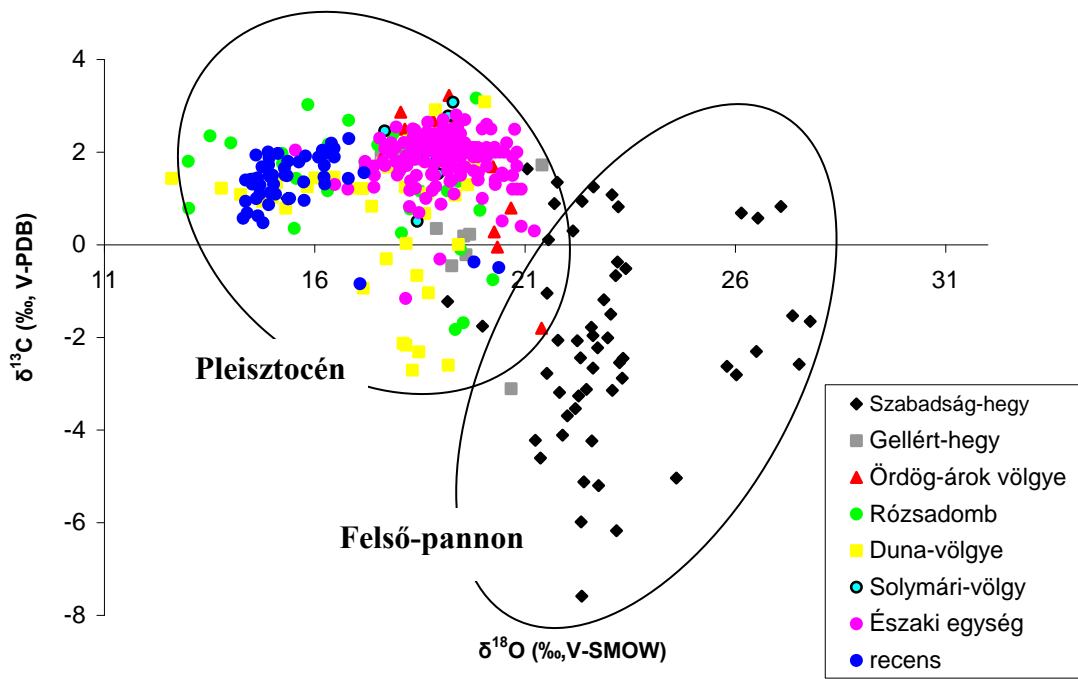 4
2
0
-2
-4
-6
-8
11
16
21
26
31
δ13C (‰, V-PDB)
δ18O (‰,V-SMOW)
Pleisztocén
Felső-pannon
Szabadság-hegy
Gellért-hegy
Ördög-árok völgye
Rózsadomb
Duna-völgye
Solymári-völgy
Északi egység
recens